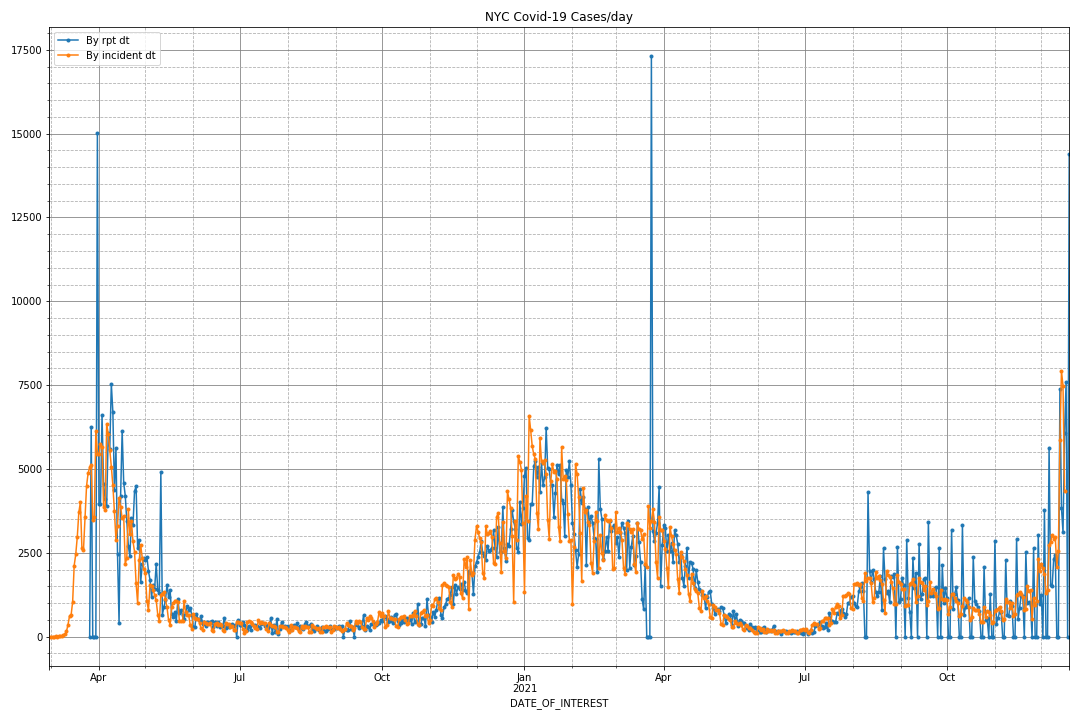 NYC Covid-19 Cases/day
By rpt dt
By incident dt
17500
15000
12500
10000
7500
5000
2500
0
Apr Jul Oct Jan Apr Jul Oct
2021
DATE_OF_INTEREST